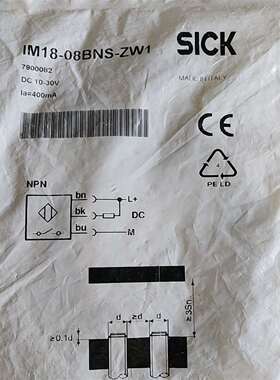 IM18-08BNS-ZW1
SICK
7900082
DC 10-30V
Ia=400mA
MADE IN ITALY
CE
4
PE LD
NPN
bn
L+
bk
DC
bu
M
d
≥d
d
≥0.1d
≥3Sn